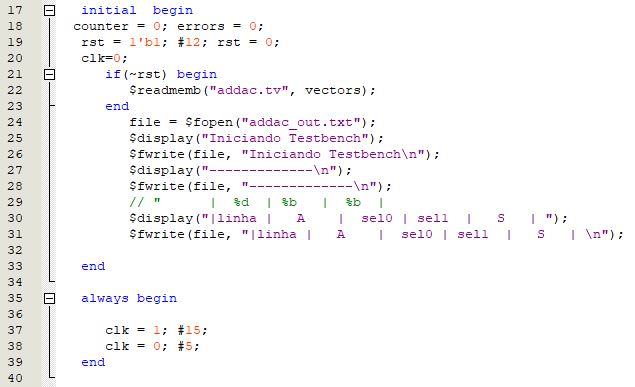 17 initial begin
18 counter = 0; errors = 0;
19 rst = 1'b1; #12; rst = 0;
20 clk=0;
21 if(~rst) begin
22 $readmemb("addac.tv", vectors);
23 end
24 file = $fopen("addac_out.txt");
25 $display("Iniciando Testbench");
26 $fwrite(file, "Iniciando Testbench\n");
27 $display("-------------\n");
28 $fwrite(file, "-------------\n");
29 // " | %d | %b | %b |
30 $display("|linha | A | sel0 | sel1 | S | ");
31 $fwrite(file, "|linha | A | sel0 | sel1 | S | \n");
32
33 end
34
35 always begin
36
37 clk = 1; #15;
38 clk = 0; #5;
39 end
40